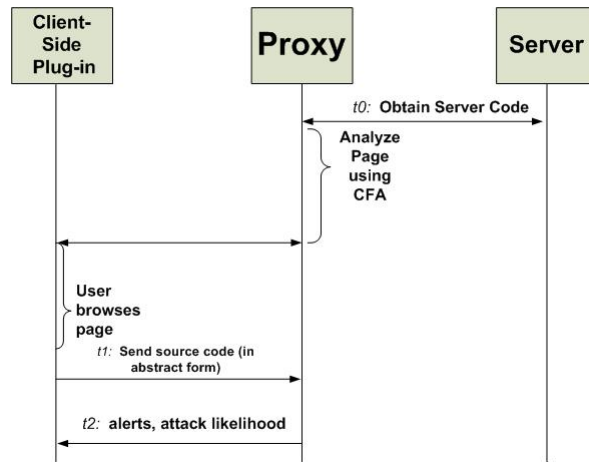 Client-
Side
Plug-in
Proxy
Server
t0: Obtain Server Code
Analyze
Page
using
CFA
User
browses
page
t1: Send source code (in
abstract form)
t2: alerts, attack likelihood